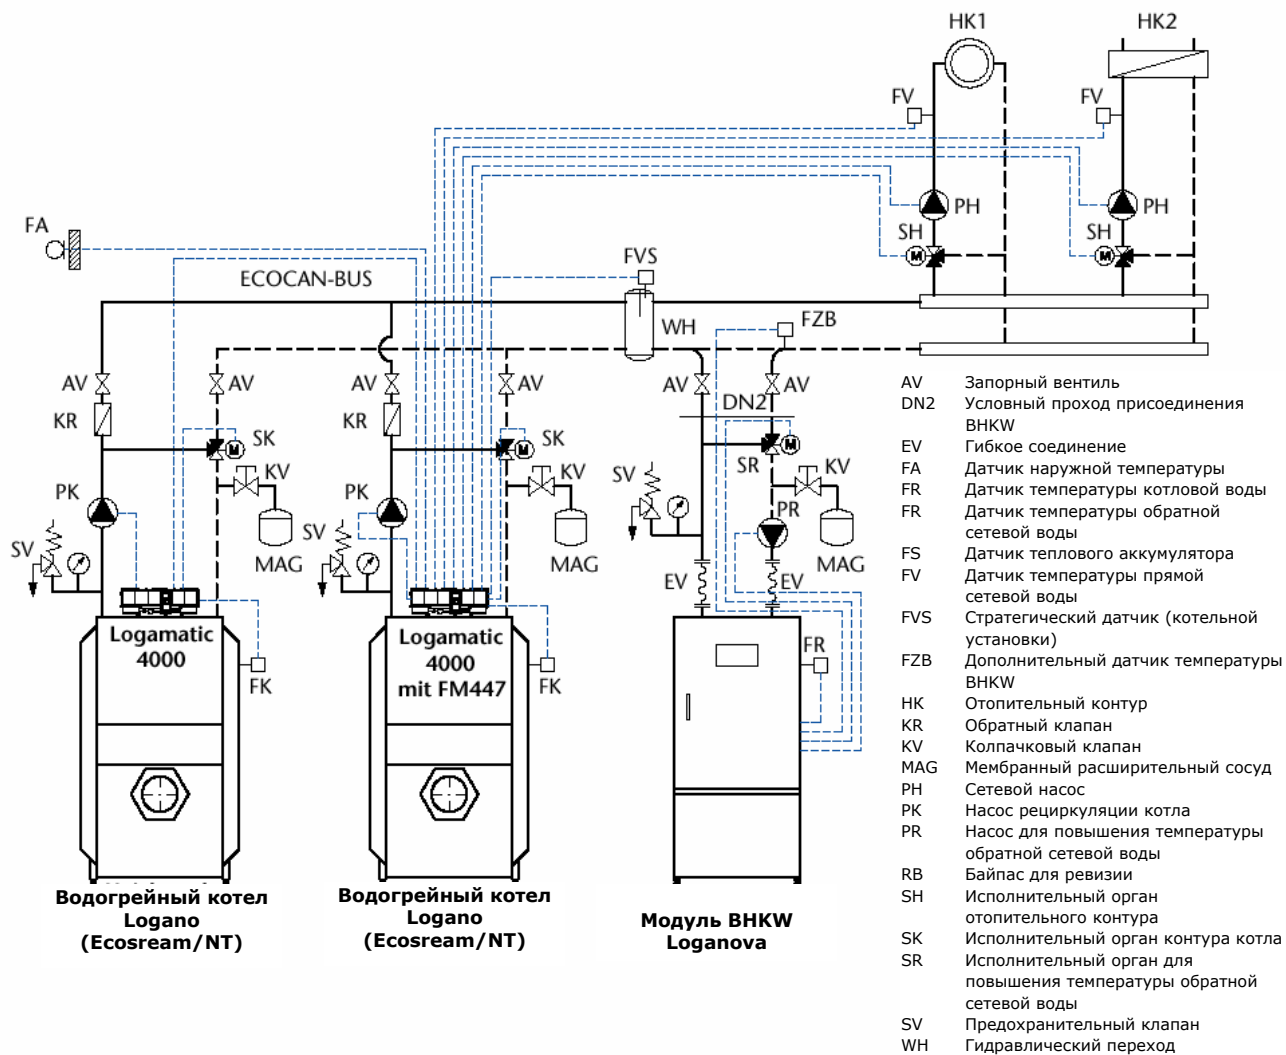 HK1
HK2
FV
FV
PH
PH
SH
SH
M
M
FA
FVS
ECOCAN-BUS
WH
FZB
AV
AV
AV
AV
AV
AV
KR
KR
DN2
SK
SK
SR
M
M
M
KV
KV
KV
PK
PK
PR
SV
SV
SV
MAG
MAG
MAG
EV
EV
Logamatic
4000
Logamatic
4000
mit FM447
FK
FK
FR
Водогрейный котел
Logano
(Ecosream/NT)
Водогрейный котел
Logano
(Ecosream/NT)
Модуль BHKW
Loganova
AV Запорный вентиль
DN2 Условный проход присоединения
BHKW
EV Гибкое соединение
FA Датчик наружной температуры
FR Датчик температуры котловой воды
FR Датчик температуры обратной
сетевой воды
FS Датчик теплового аккумулятора
FV Датчик температуры прямой
сетевой воды
FVS Стратегический датчик (котельной
установки)
FZB Дополнительный датчик температуры
BHKW
HK Отопительный контур
KR Обратный клапан
KV Колпачковый клапан
MAG Мембранный расширительный сосуд
PH Сетевой насос
PK Насос рециркуляции котла
PR Насос для повышения температуры
обратной сетевой воды
RB Байпас для ревизии
SH Исполнительный орган
отопительного контура
SK Исполнительный орган контура котла
SR Исполнительный орган для
повышения температуры обратной
сетевой воды
SV Предохранительный клапан
WH Гидравлический переход